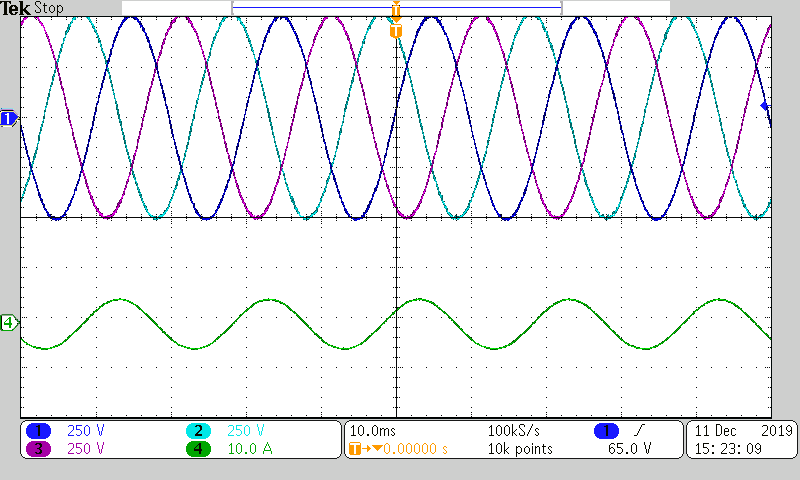 Tek Stop
T
T
1
4
1 250 V 2 250 V 10.0ms 100kS/s 1 11 Dec 2019
3 250 V 4 10.0 A T→▼0.00000 s 10k points 65.0 V 15: 23: 09